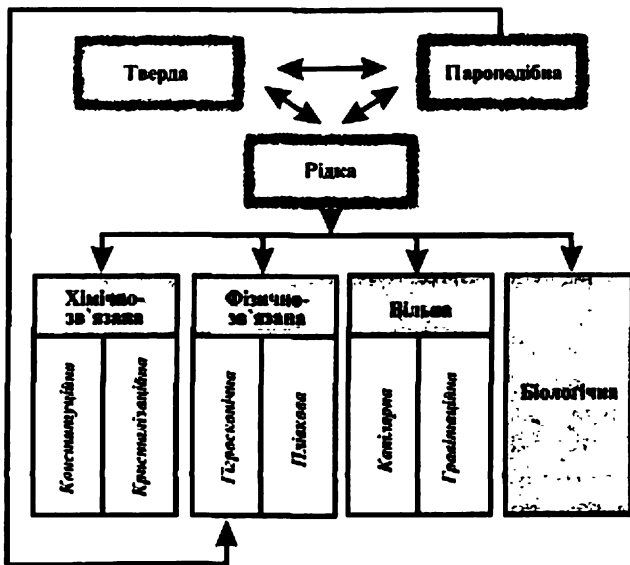 Тверда
Пароподібна
Рідка
Хімічно-
зв'язана
Фізично-
зв'язана
Вільна
Біологічна
Конституційна
Кристалізаційна
Гігроскопічна
Плівкова
Капілярна
Гравітаційна